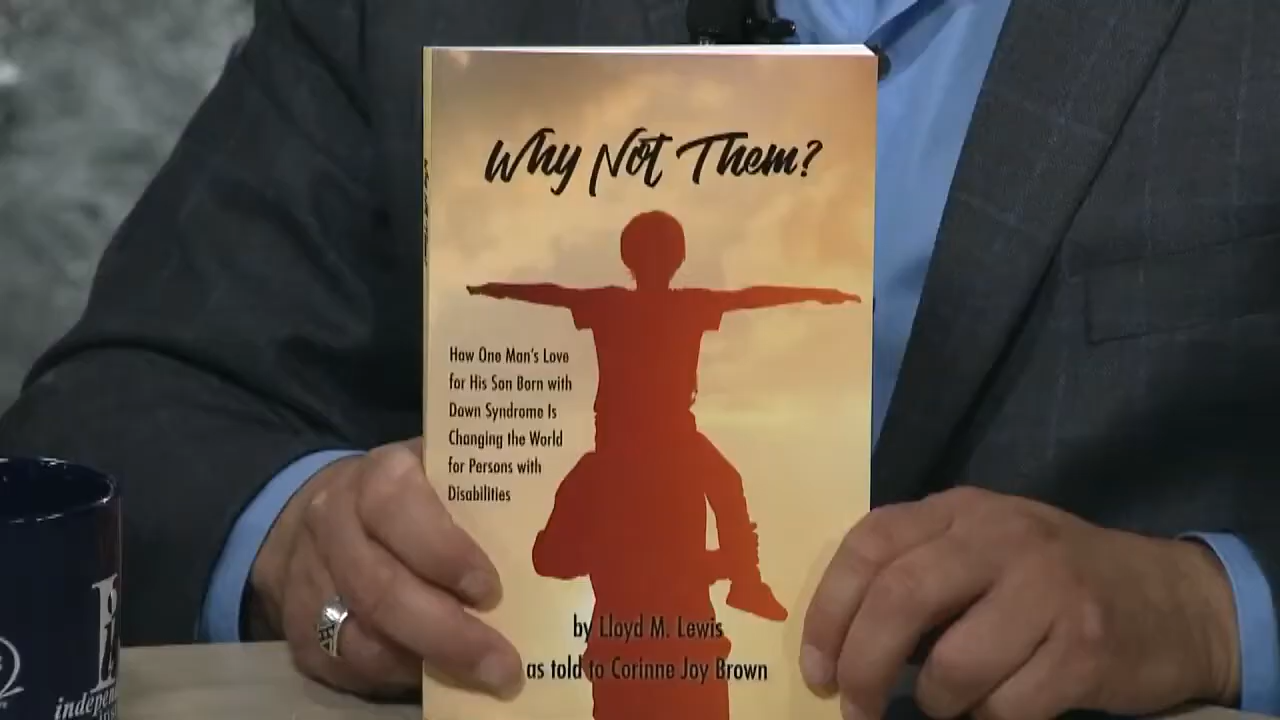 Why Not Them?
How One Man's Love
for His Son Born with
Down Syndrome Is
Changing the World
for Persons with
Disabilities
by Lloyd M. Lewis
as told to Corinne Joy Brown